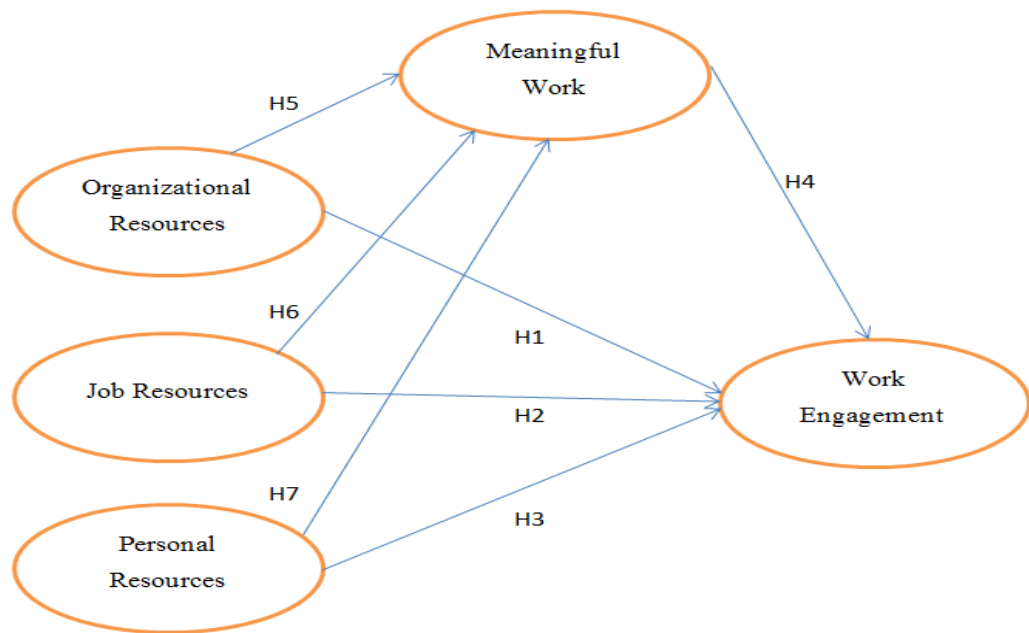 Meaningful
Work
H5
H4
Organizational
Resources
H6
H1
Job Resources
H2
Work
Engagement
H7
H3
Personal
Resources